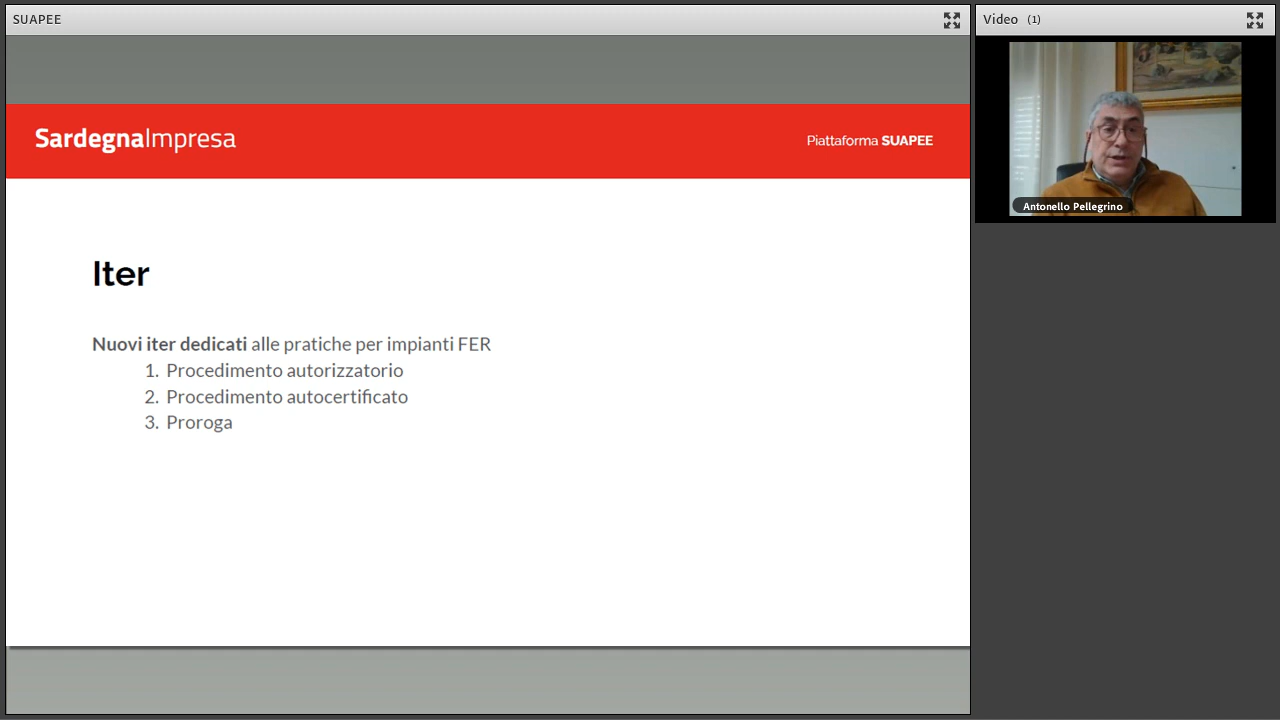 SUAPEE
Video (1)
SardegnaImpresa
Piattaforma SUAPEE
Antonello Pellegrino
Iter
Nuovi iter dedicati alle pratiche per impianti FER
1. Procedimento autorizzatorio
2. Procedimento autocertificato
3. Proroga